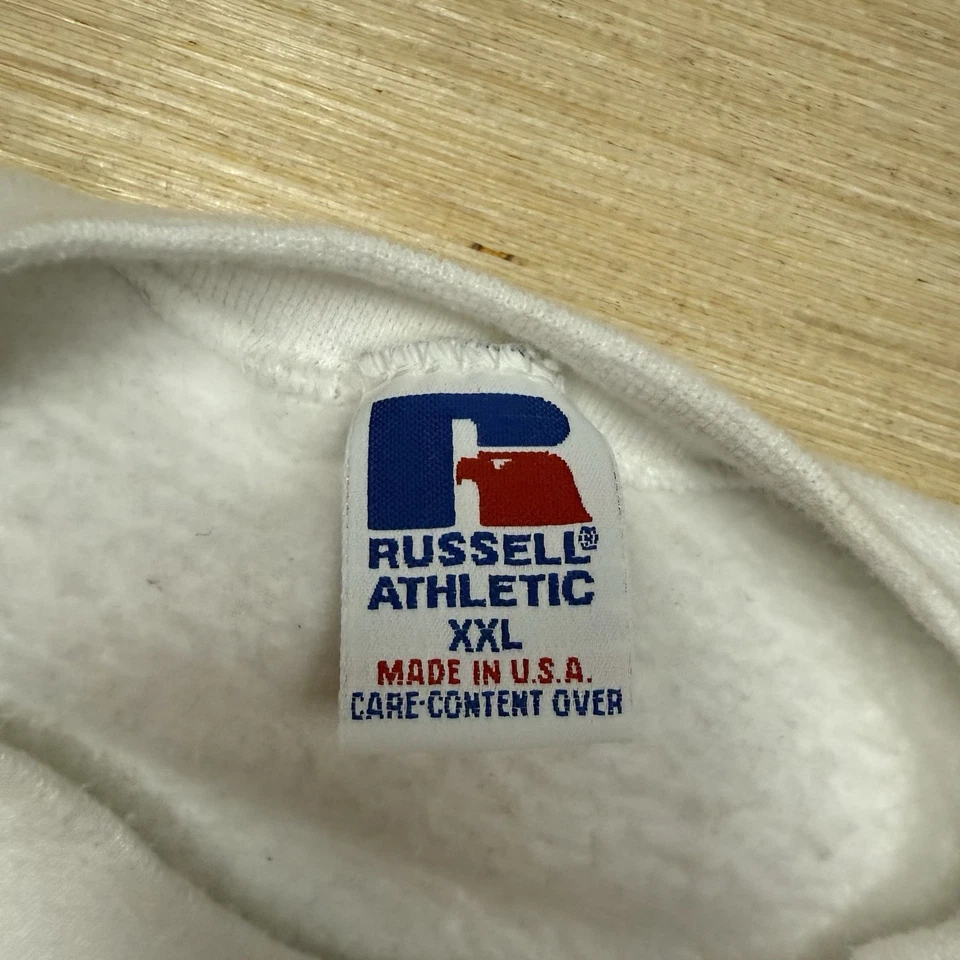 RUSSELL®
ATHLETIC
XXL
MADE IN U.S.A.
CARE-CONTENT OVER